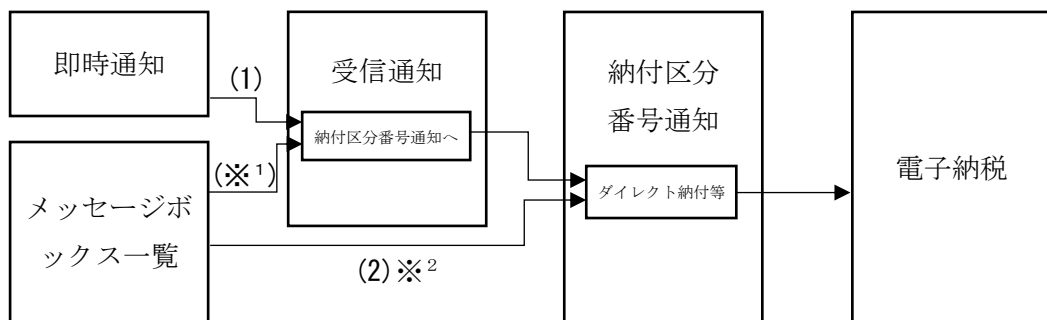 即時通知
(1)
受信通知
納付区分番号通知へ
(※¹)
メッセージボ
ックス一覧
(2)※²
納付区分
番号通知
ダイレクト納付等
電子納税